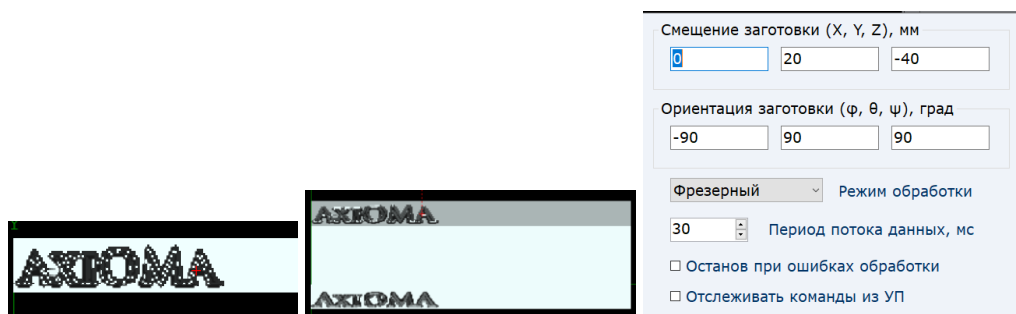 Смещение заготовки (X, Y, Z), мм
0 20 -40
Ориентация заготовки (φ, θ, ψ), град
-90 90 90
Фрезерный Режим обработки
30 Период потока данных, мс
Останов при ошибках обработки
Отслеживать команды из УП
Y
AXIOMA
AXIOMA
AXIOMA